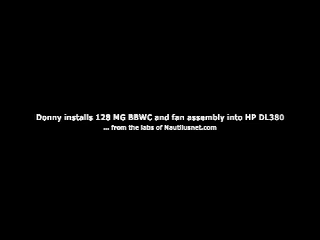 Donny installs 128 MG BBWC and fan assembly into HP DL380
... from the labs of Nautilusnet.com